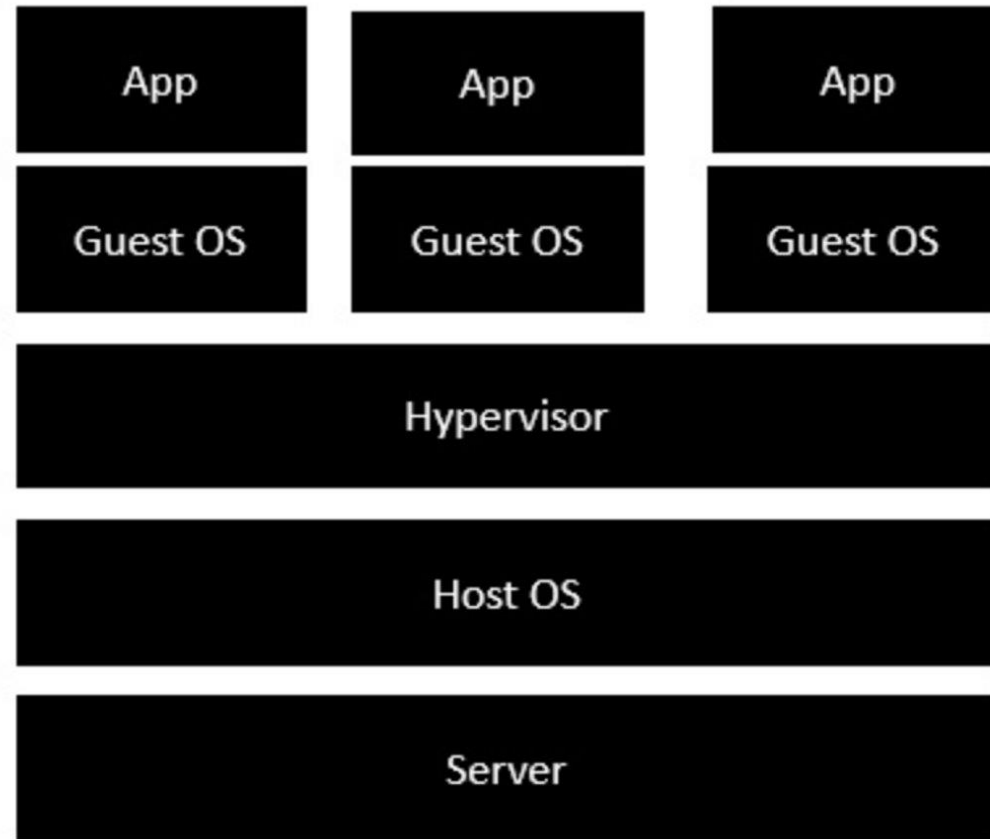 App App App
Guest OS Guest OS Guest OS
Hypervisor
Host OS
Server